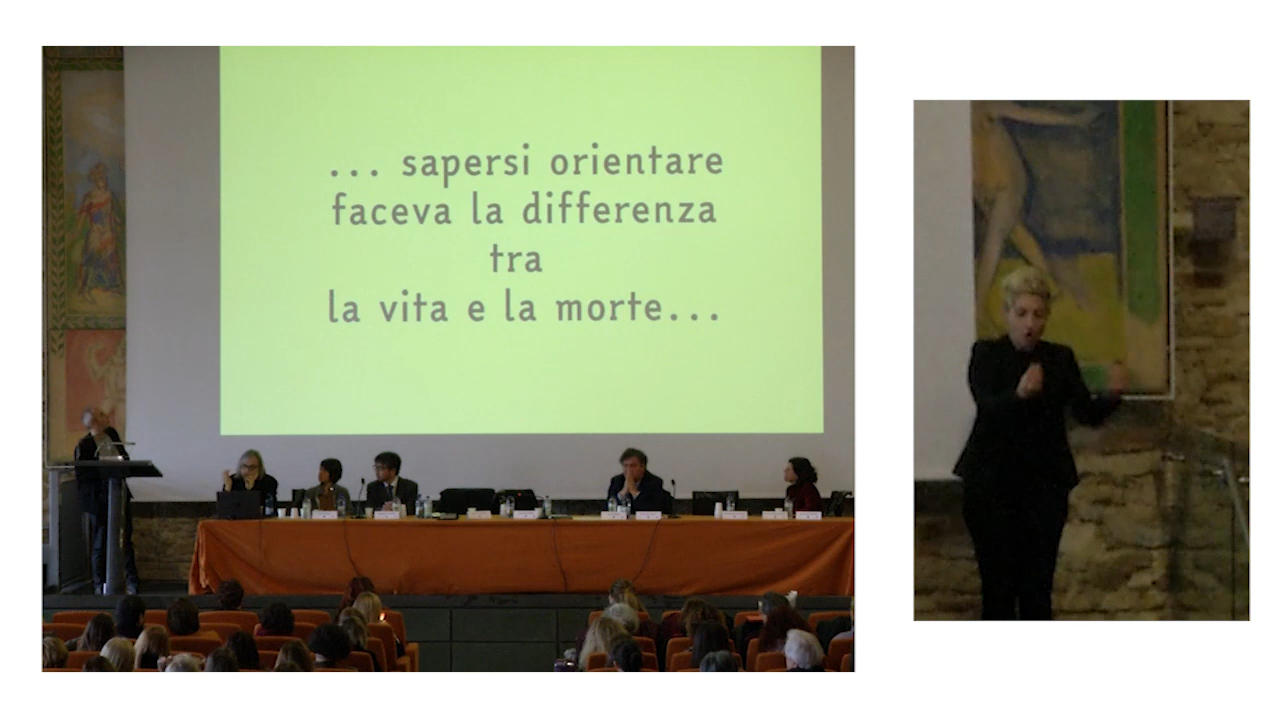 ... sapersi orientare
faceva la differenza
tra
la vita e la morte...